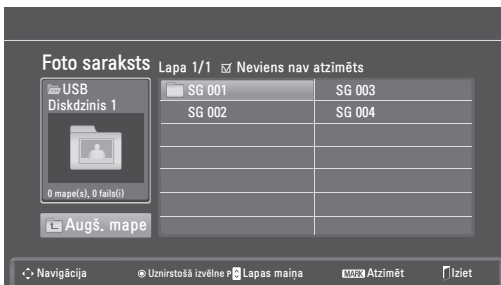 Foto saraksts Lapa 1/1 Neviens nav atzīmēts
USB
Diskdzinis 1
0 mape(s), 0 fails(i)
Augš. mape
SG 001 SG 003
SG 002 SG 004
Navigācija Uznirstošā izvēlne P Lapas maiņa MARK Atzīmēt Iziet